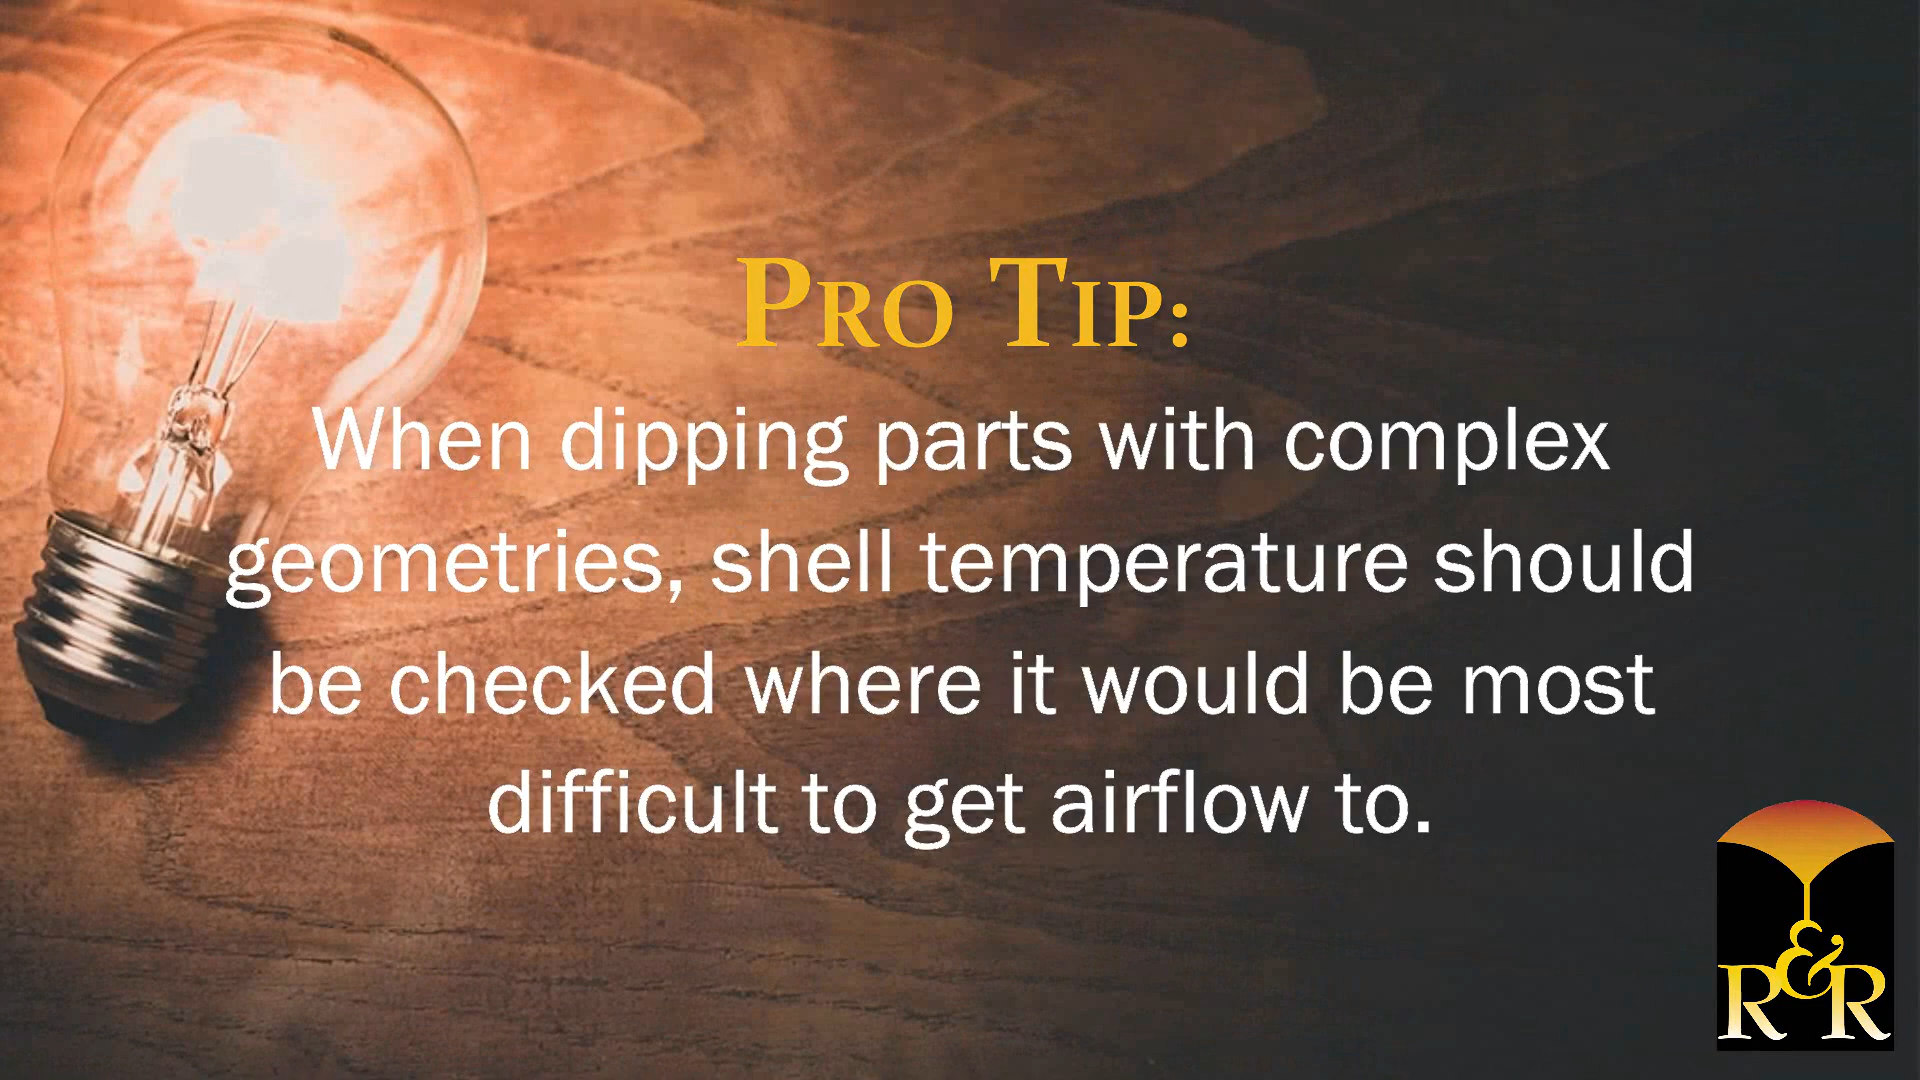 Pro Tip:
When dipping parts with complex
geometries, shell temperature should
be checked where it would be most
difficult to get airflow to.
R&R